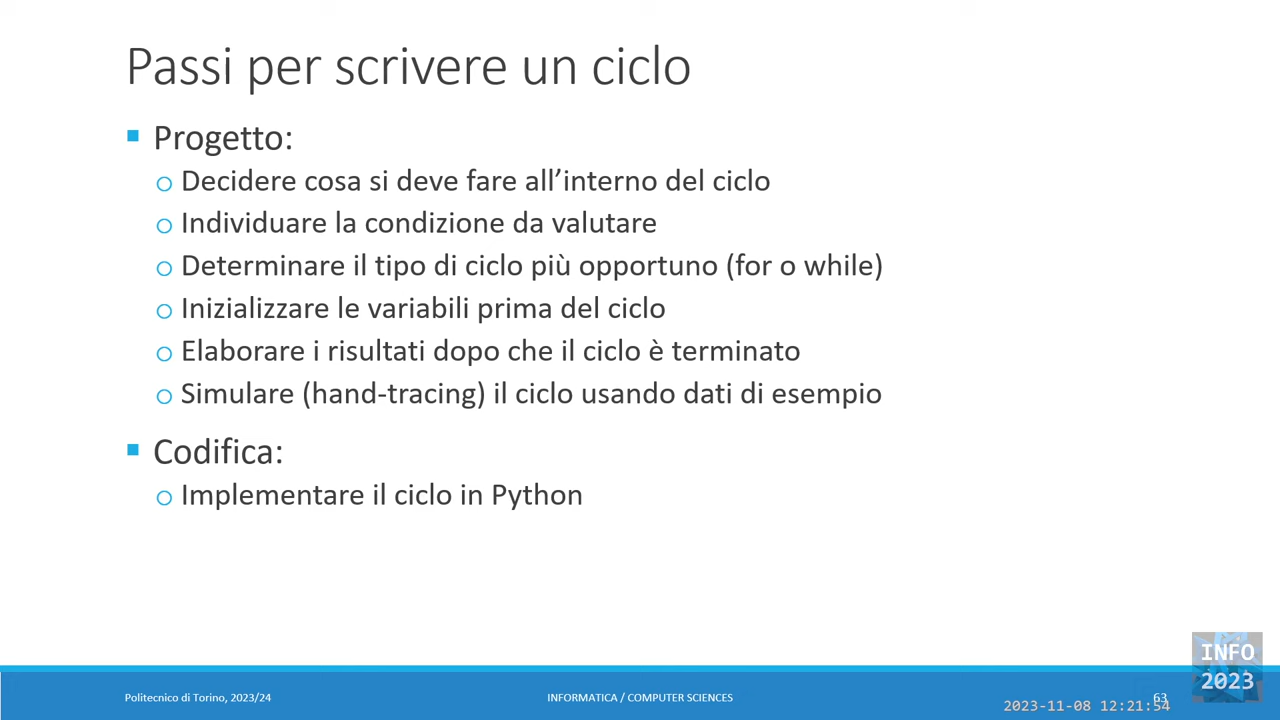 Passi per scrivere un ciclo
Progetto:
Decidere cosa si deve fare all’interno del ciclo
Individuare la condizione da valutare
Determinare il tipo di ciclo più opportuno (for o while)
Inizializzare le variabili prima del ciclo
Elaborare i risultati dopo che il ciclo è terminato
Simulare (hand-tracing) il ciclo usando dati di esempio
Codifica:
Implementare il ciclo in Python
INFO
2023
Politecnico di Torino, 2023/24
INFORMATICA / COMPUTER SCIENCES
63
2023-11-08 12:21:54